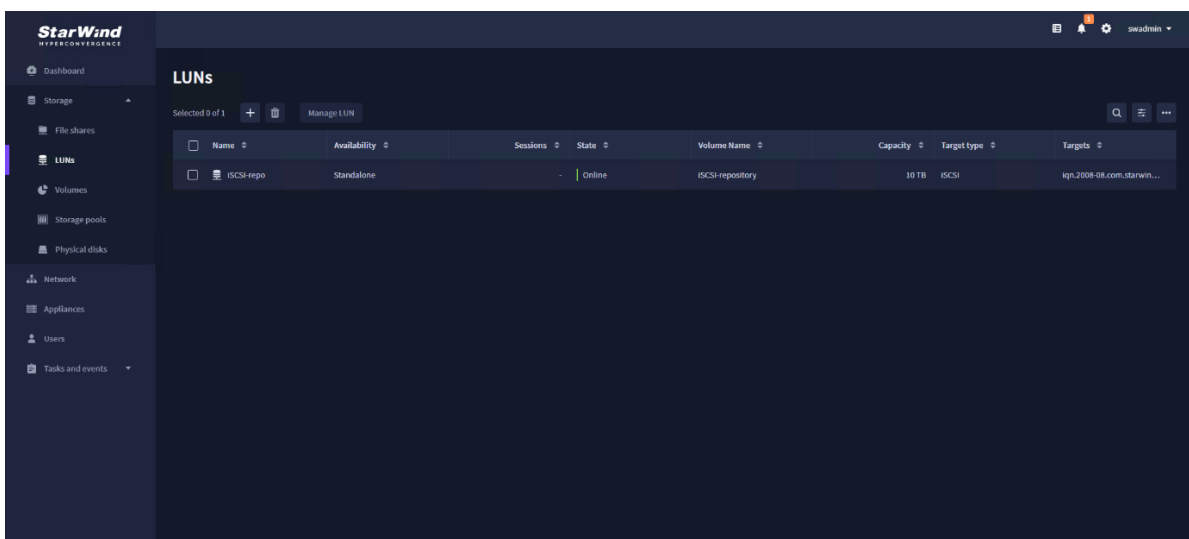 StarWind
HYPERCONVERGENCE
1
swadmin
Dashboard
Storage
File shares
LUNs
Volumes
Storage pools
Physical disks
Network
Appliances
Users
Tasks and events
LUNs
Selected 0 of 1 Manage LUN
Name Availability Sessions State Volume Name Capacity Target type Targets
iSCSI-repo Standalone - Online iSCSI-repository 10 TB iSCSI iqn.2008-08.com.starwin...